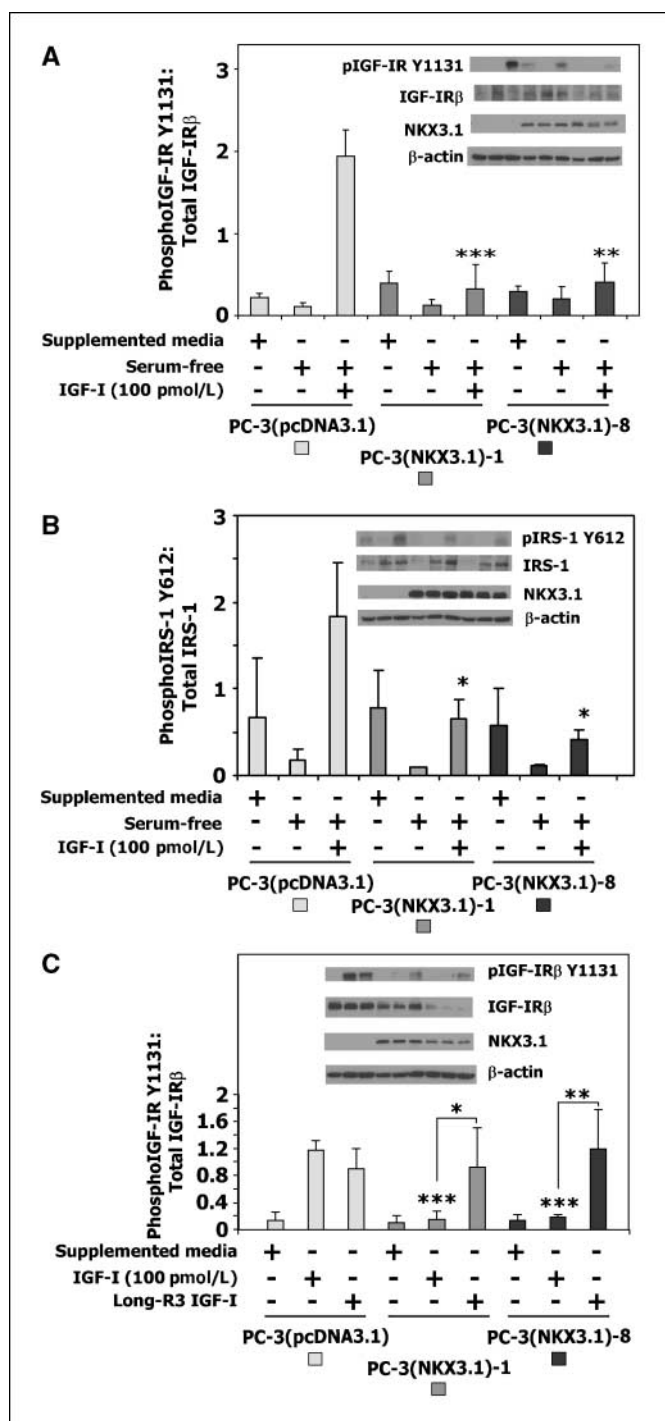 A
PhosphoIGF-IR Y1131:
Total IGF-IRβ
3
2
1
0
pIGF-IR Y1131
IGF-IRβ
NKX3.1
β-actin
*** **
Supplemented media + - - + - - + - -
Serum-free - + + - + + - + +
IGF-I (100 pmol/L) - - + - - + - - +
PC-3(pcDNA3.1) PC-3(NKX3.1)-8
PC-3(NKX3.1)-1
B
PhosphoIRS-1 Y612:
Total IRS-1
3
2
1
0
pIRS-1 Y612
IRS-1
NKX3.1
β-actin
* *
Supplemented media + - - + - - + - -
Serum-free - + + - + + - + +
IGF-I (100 pmol/L) - - + - - + - - +
PC-3(pcDNA3.1) PC-3(NKX3.1)-8
PC-3(NKX3.1)-1
C
PhosphoIGF-IR Y1131:
Total IGF-IRβ
pIGF-IRβ Y1131
IGF-IRβ
NKX3.1
β-actin
2
1.6
1.2
0.8
0.4
0
* **
*** ***
Supplemented media + - - + - - + - -
IGF-I (100 pmol/L) - + - - + - - + -
Long-R3 IGF-I - - + - - + - - +
PC-3(pcDNA3.1) PC-3(NKX3.1)-8
PC-3(NKX3.1)-1